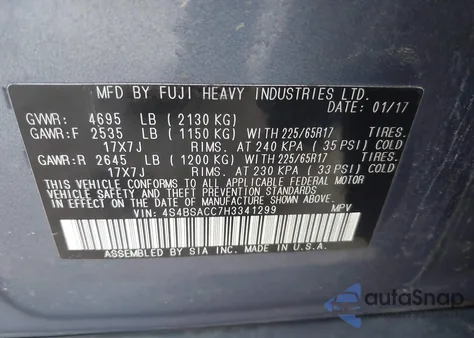 MFD BY FUJI HEAVY INDUSTRIES LTD.
DATE: 01/17
GVWR: 4695 LB (2130 KG)
GAWR:F 2535 LB (1150 KG) WITH 225/65R17 TIRES.
17X7J RIMS. AT 240 KPA (35 PSI) COLD
GAWR:R 2645 LB (1200 KG) WITH 225/65R17 TIRES.
17X7J RIMS. AT 230 KPA (33 PSI) COLD
THIS VEHICLE CONFORMS TO ALL APPLICABLE FEDERAL MOTOR
VEHICLE SAFETY AND THEFT PREVENTION STANDARDS
IN EFFECT ON THE DATE OF MANUFACTURE SHOWN ABOVE.
VIN: 4S4BSACC7H3341299 MPV
ASSEMBLED BY SIA INC. MADE IN U.S.A.
autoSnap